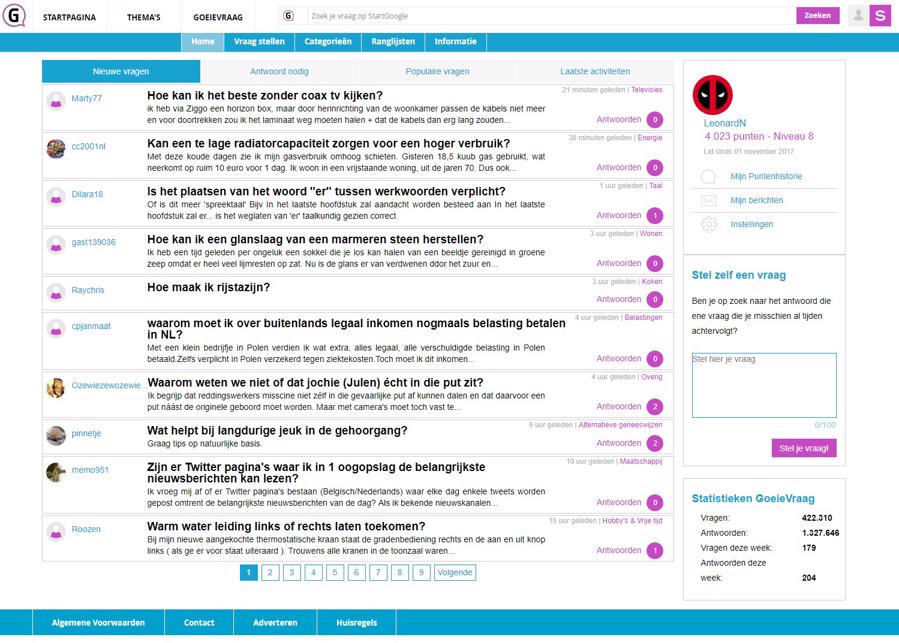 G STARTPAGINA THEMA'S GOEIEVRAAG G Zoek je vraag op StartGoogle Zoeken S
Home Vraag stellen Categorieën Ranglijsten Informatie
Nieuwe vragen Antwoord nodig Populaire vragen Laatste activiteiten
Marty77
Hoe kan ik het beste zonder coax tv kijken?
21 minuten geleden | Televisies
ik heb via Ziggo een horizon box, maar door herinrichting van de woonkamer passen de kabels niet meer
en voor doortrekken zou ik het laminaat weg moeten halen + dat de kabels dan erg lang zouden...
Antwoorden 0
cc2001nl
Kan een te lage radiatorcapaciteit zorgen voor een hoger verbruik?
38 minuten geleden | Energie
Met deze koude dagen zie ik mijn gasverbruik omhoog schieten. Gisteren 18,5 kuub gas gebruikt, wat
neerkomt op ruim 10 euro voor 1 dag. Ik woon in een vrijstaande woning, uit de jaren 70. Dus ook...
Antwoorden 0
Dilara18
Is het plaatsen van het woord "er" tussen werkwoorden verplicht?
1 uur geleden | Taal
Of is dit meer 'spreektaal' Bijv In het laatste hoofdstuk zal aandacht worden besteed aan In het laatste
hoofdstuk zal er... is het weglaten van 'er' taalkundig gezien correct
Antwoorden 1
gast139036
Hoe kan ik een glanslaag van een marmeren steen herstellen?
3 uur geleden | Wonen
Ik heb een tijd geleden per ongeluk een sokkel die je los kan halen van een beeldje gereinigd in groene
zeep omdat er heel veel lijmresten op zat. Nu is de glans er van verdwenen ddor het zuur en...
Antwoorden 0
Raychris
Hoe maak ik rijstazijn?
3 uur geleden | Koken
Antwoorden 0
cpjanmaat
waarom moet ik over buitenlands legaal inkomen nogmaals belasting betalen
in NL?
4 uur geleden | Belastingen
Met een klein bedrijfje in Polen verdien ik wat extra, alles legaal, alle verschuldigde belasting in Polen
betaald.Zelfs verplicht in Polen verzekerd tegen ziektekosten.Toch moet ik dit inkomen...
Antwoorden 0
Ozewiezewozewie...
Waarom weten we niet of dat jochie (Julen) écht in die put zit?
4 uur geleden | Overig
Ik begrijp dat reddingswerkers misscine niet zélf in die gevaarlijke put af kunnen dalen en dat daarvoor een
put náást de originele geboord moet worden. Maar met camera's moet toch vast te...
Antwoorden 2
pinnetje
Wat helpt bij langdurige jeuk in de gehoorgang?
6 uur geleden | Alternatieve geneeswijzen
Graag tips op natuurlijke basis.
Antwoorden 2
memo951
Zijn er Twitter pagina's waar ik in 1 oogopslag de belangrijkste
nieuwsberichten kan lezen?
10 uur geleden | Maatschappij
Ik vroeg mij af of er Twitter pagina's bestaan (Belgisch/Nederlands) waar elke dag enkele tweets worden
gepost omtrent de belangrijkste nieuwsberichten van de dag? Als ik bekende nieuwskanalen...
Antwoorden 0
Roozen
Warm water leiding links of rechts laten toekomen?
15 uur geleden | Hobby's & Vrije tijd
Bij mijn nieuwe aangekochte thermostatische kraan staat de gradenbediening rechts en de aan en uit knop
links ( als ge er voor staat uiteraard ). Trouwens alle kranen in de toonzaal waren...
Antwoorden 1
1 2 3 4 5 6 7 8 9 Volgende
LeonardN
4.023 punten - Niveau 8
Lid sinds 01 november 2017
Mijn Puntenhistorie
Mijn berichten
Instellingen
Stel zelf een vraag
Ben je op zoek naar het antwoord die
ene vraag die je misschien al tijden
achtervolgt?
Stel hier je vraag
0/100
Stel je vraag!
Statistieken GoeieVraag
Vragen: 422.310
Antwoorden: 1.327.646
Vragen deze week: 179
Antwoorden deze
week: 204
Algemene Voorwaarden Contact Adverteren Huisregels